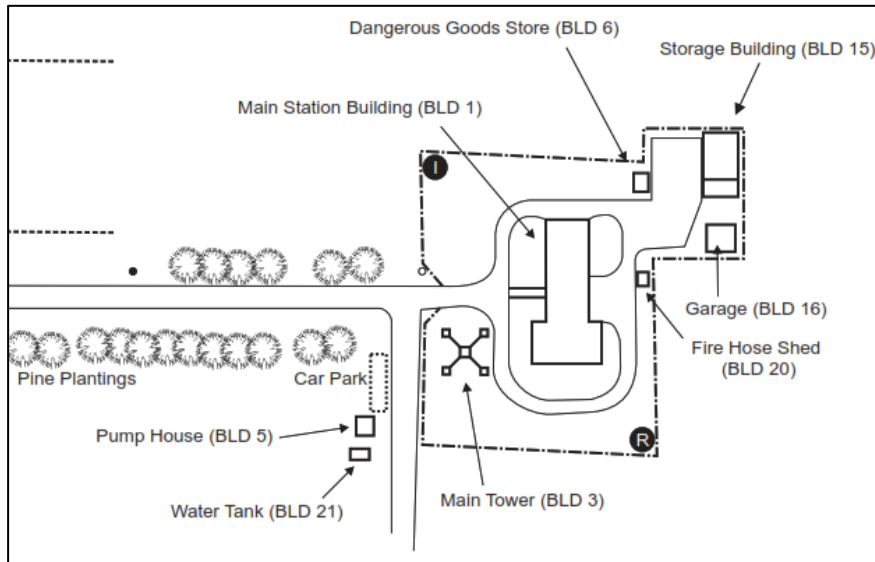 Dangerous Goods Store (BLD 6)
Storage Building (BLD 15)
Main Station Building (BLD 1)
I
Garage (BLD 16)
Fire Hose Shed
(BLD 20)
Pine Plantings
Car Park
Pump House (BLD 5)
R
Main Tower (BLD 3)
Water Tank (BLD 21)